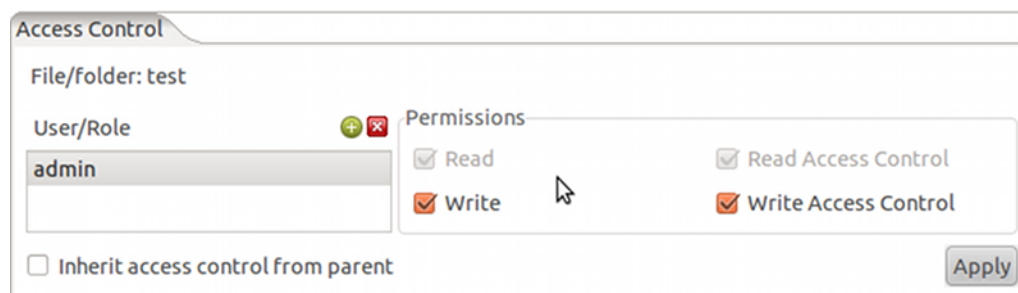 Access Control
File/folder: test
User/Role
Permissions
admin
Read
Read Access Control
Write
Write Access Control
Inherit access control from parent
Apply